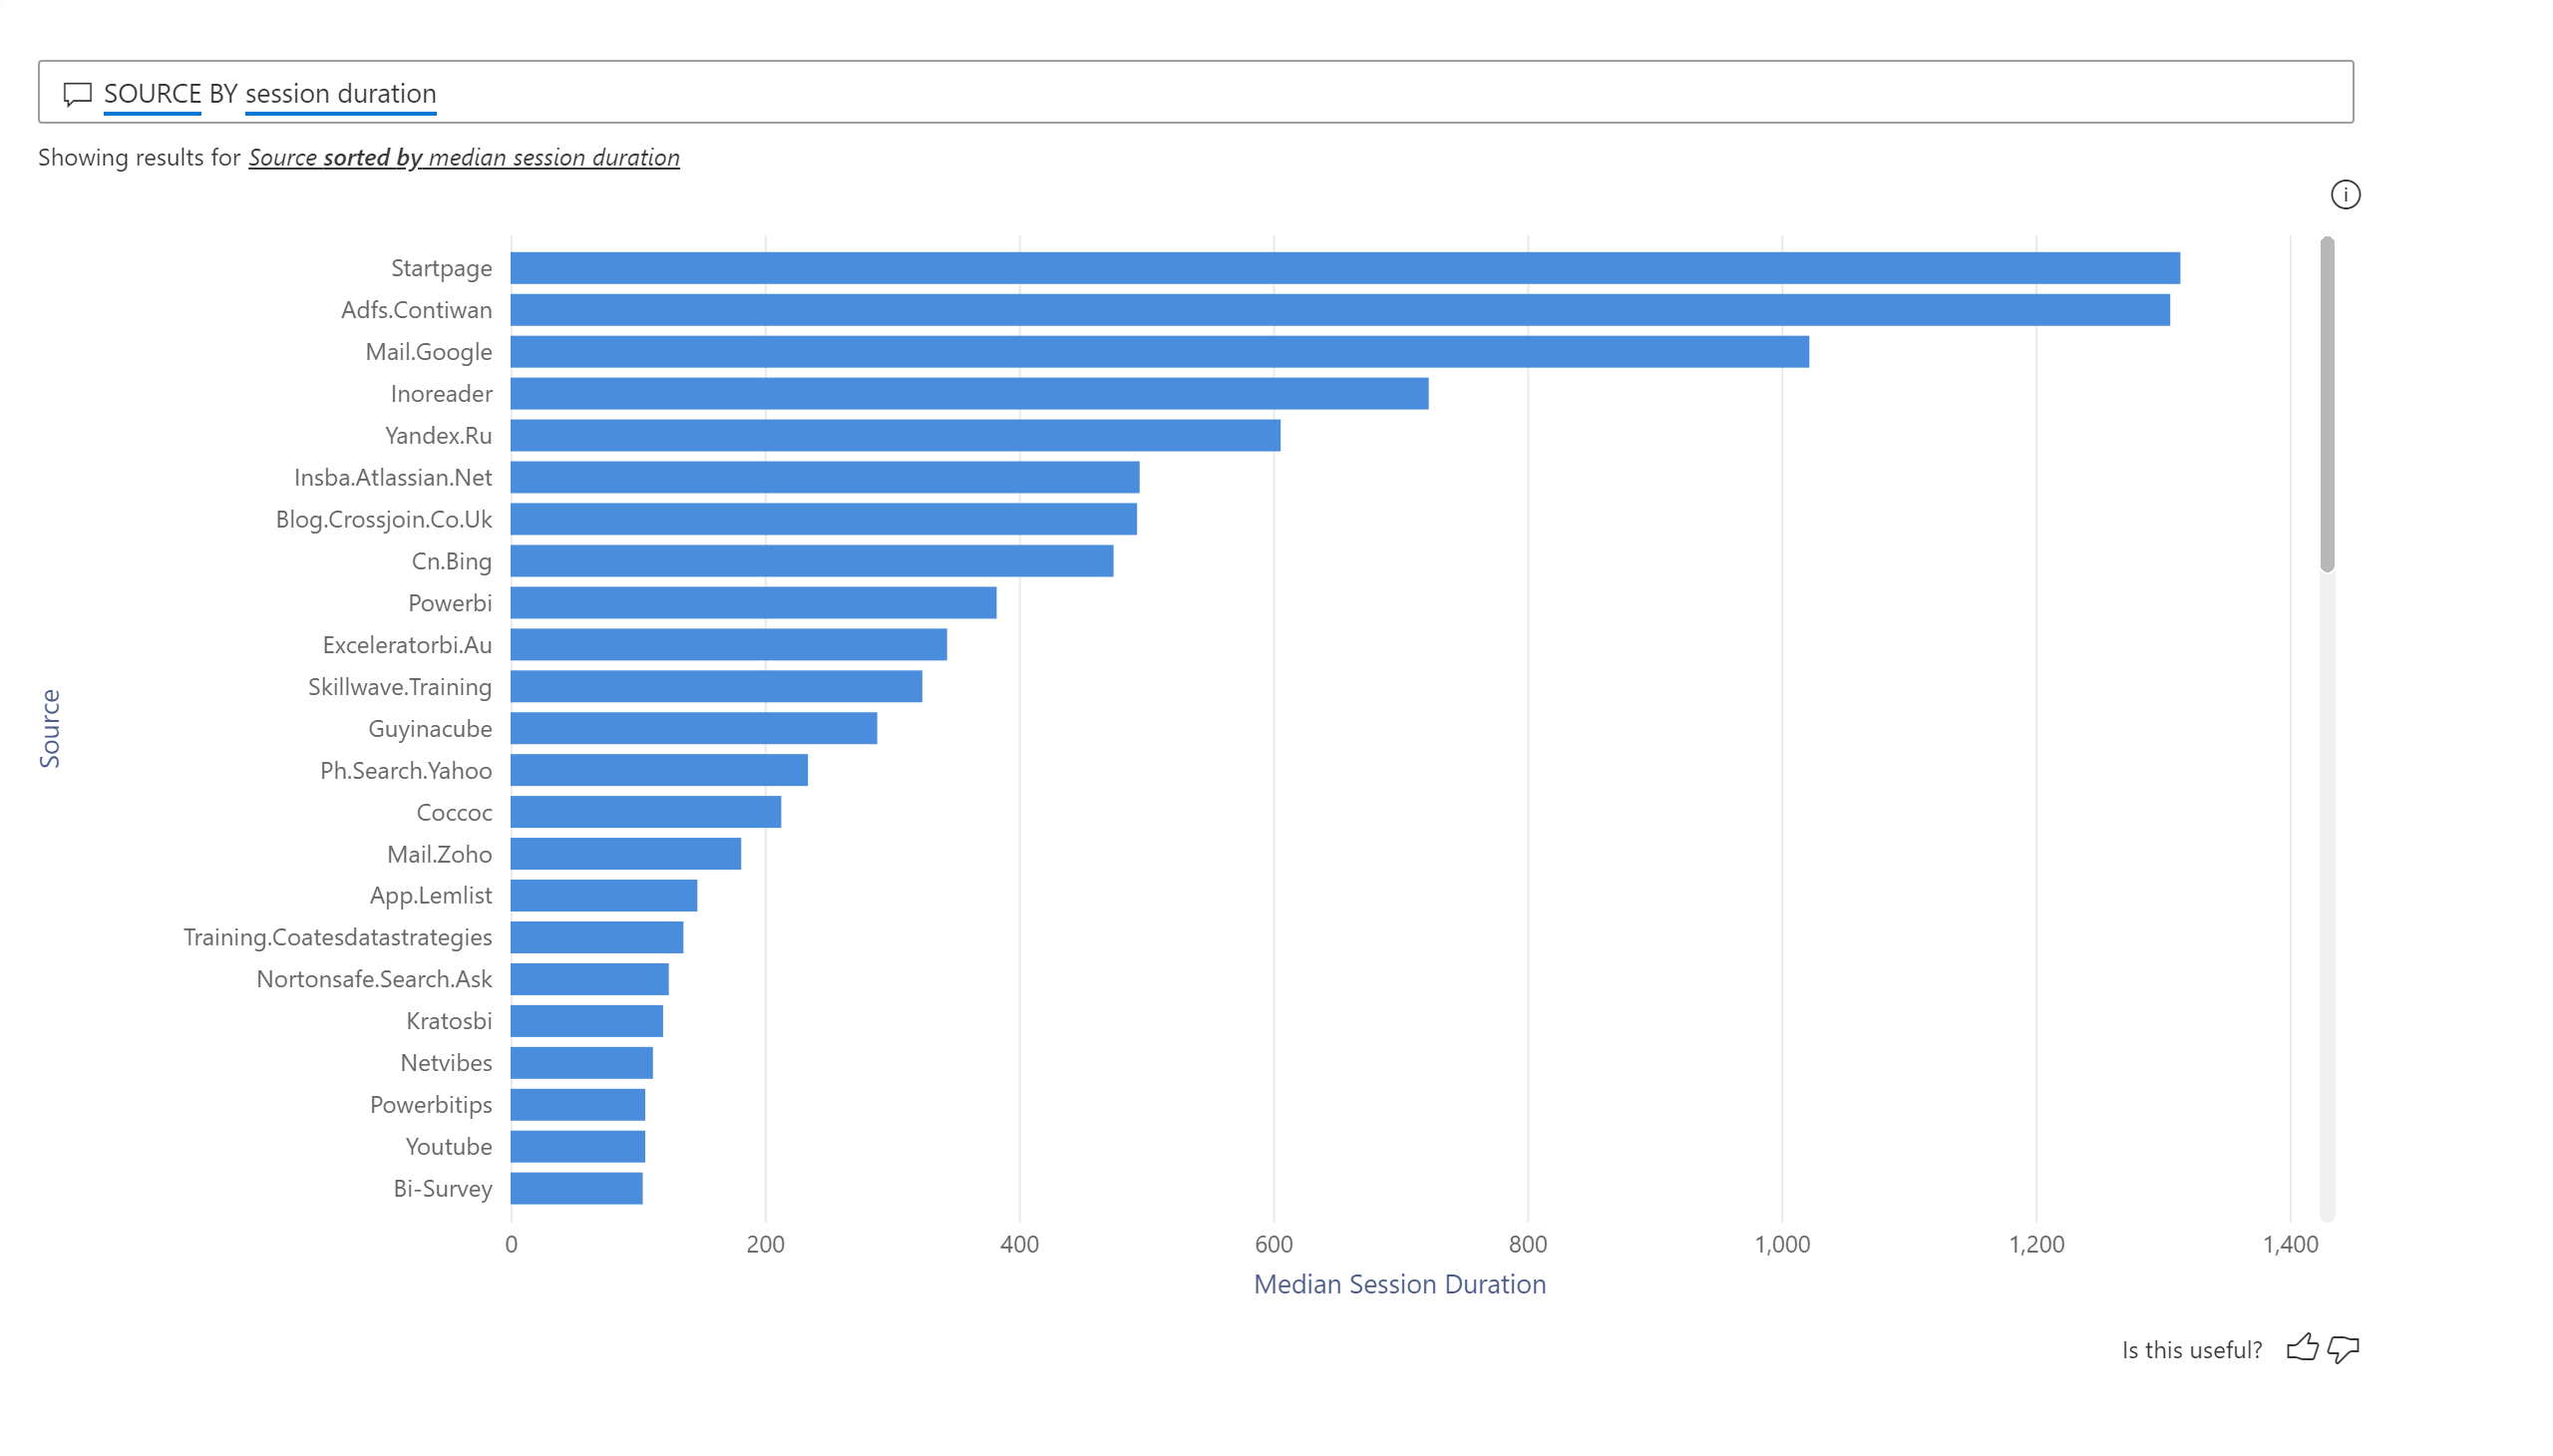 SOURCE BY session duration
Showing results for Source sorted by median session duration
Source
Startpage
Adfs.Contiwan
Mail.Google
Inoreader
Yandex.Ru
Insba.Atlassian.Net
Blog.Crossjoin.Co.Uk
Cn.Bing
Powerbi
Exceleratorbi.Au
Skillwave.Training
Guyinacube
Ph.Search.Yahoo
Coccoc
Mail.Zoho
App.Lemlist
Training.Coatesdatastrategies
Nortonsafe.Search.Ask
Kratosbi
Netvibes
Powerbitips
Youtube
Bi-Survey
0 200 400 600 800 1,000 1,200 1,400
Median Session Duration
Is this useful?